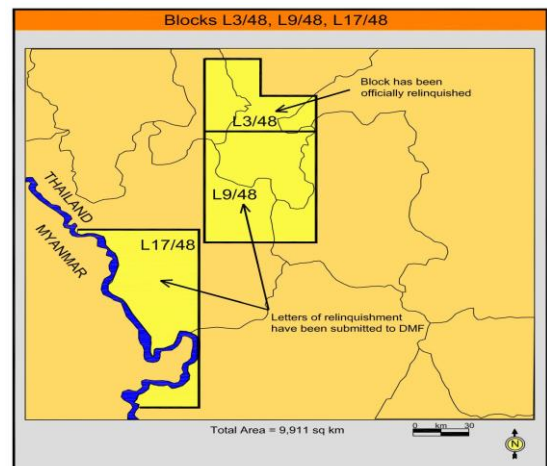 Blocks L3/48, L9/48, L17/48
Block has been
officially relinquished
L3/48
L9/48
THAILAND
MYANMAR
L17/48
Letters of relinquishment
have been submitted to DMF
Total Area = 9,911 sq km
0 km 30
N